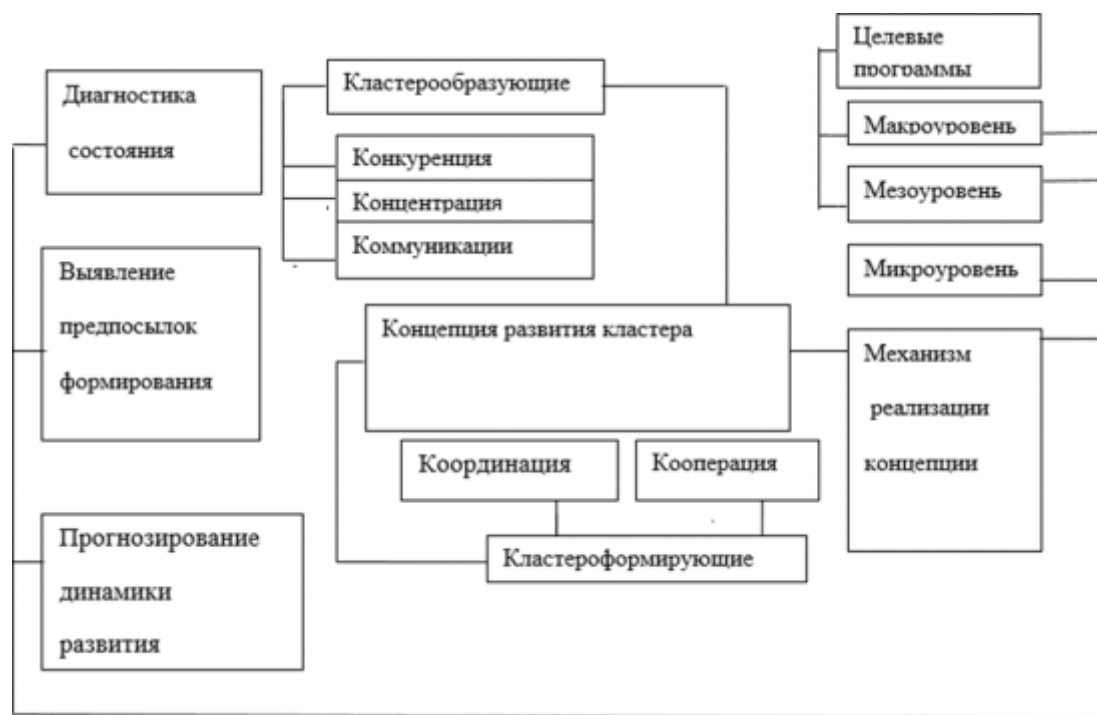 Диагностика
состояния
Выявление
предпосылок
формирования
Прогнозирование
динамики
развития
Кластерообразующие
Конкуренция
Концентрация
Коммуникации
Концепция развития кластера
Координация
Кооперация
Кластероформирующие
Целевые
программы
Макроуровень
Мезоуровень
Микроуровень
Механизм
реализации
концепции